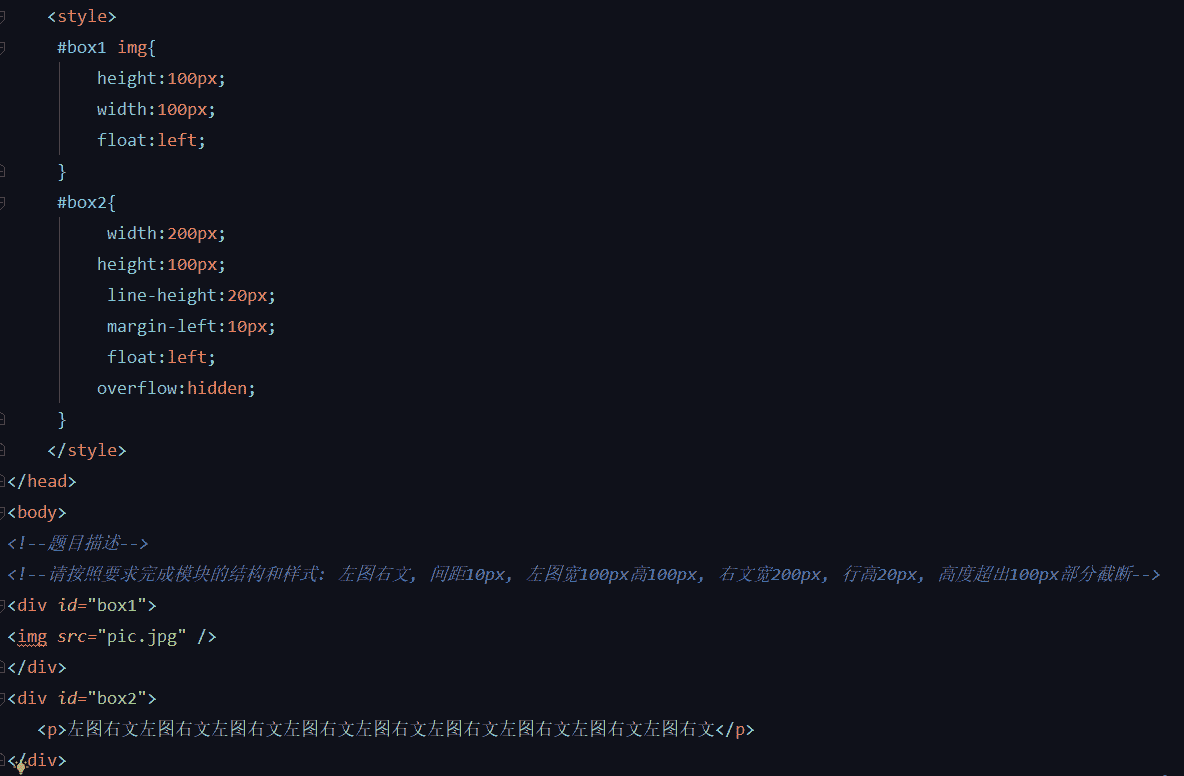 <style>
#box1 img{
height:100px;
width:100px;
float:left;
}
#box2{
width:200px;
height:100px;
line-height:20px;
margin-left:10px;
float:left;
overflow:hidden;
}
</style>
</head>
<body>
<!--题目描述-->
<!--请按照要求完成模块的结构和样式: 左图右文, 间距10px, 左图宽100px高100px, 右文宽200px, 行高20px, 高度超出100px部分截断-->
<div id="box1">
<img src="pic.jpg" />
</div>
<div id="box2">
<p>左图右文左图右文左图右文左图右文左图右文左图右文左图右文左图右文左图右文</p>
</div>